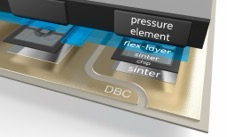 pressure
element
flex-layer
sinter
chip
sinter
DBC